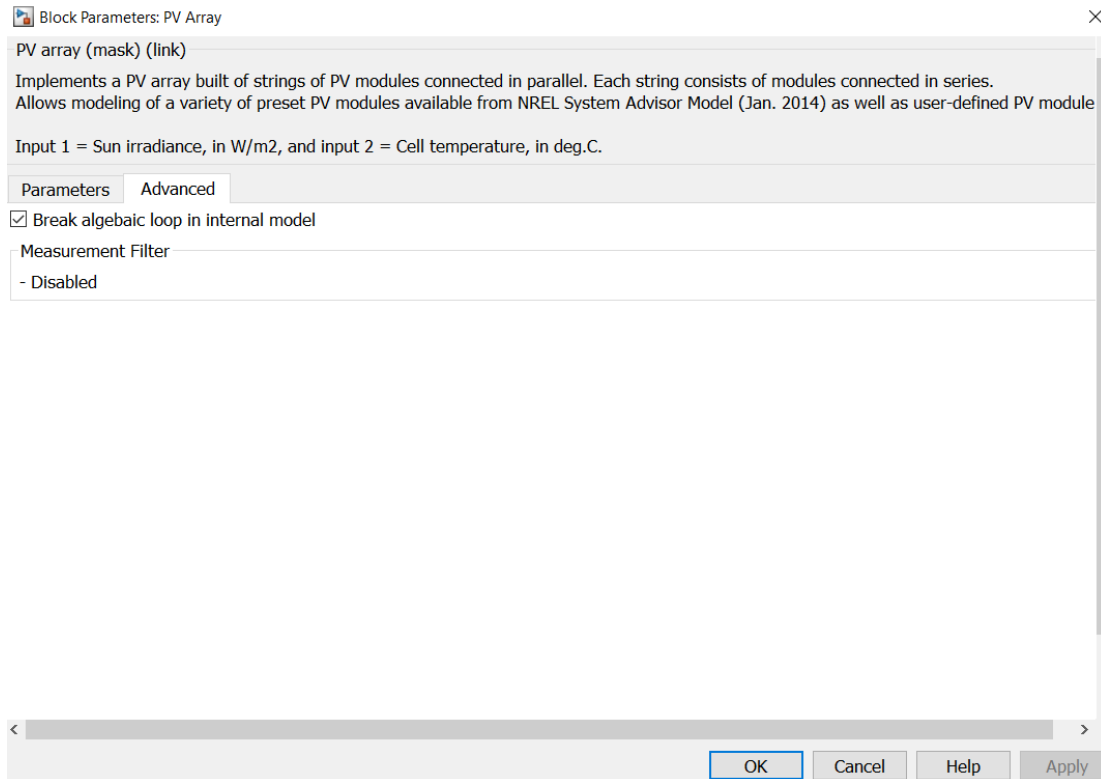 Block Parameters: PV Array
PV array (mask) (link)
Implements a PV array built of strings of PV modules connected in parallel. Each string consists of modules connected in series.
Allows modeling of a variety of preset PV modules available from NREL System Advisor Model (Jan. 2014) as well as user-defined PV module
Input 1 = Sun irradiance, in W/m2, and input 2 = Cell temperature, in deg.C.
Parameters Advanced
Break algebaic loop in internal model
Measurement Filter
- Disabled
OK Cancel Help Apply